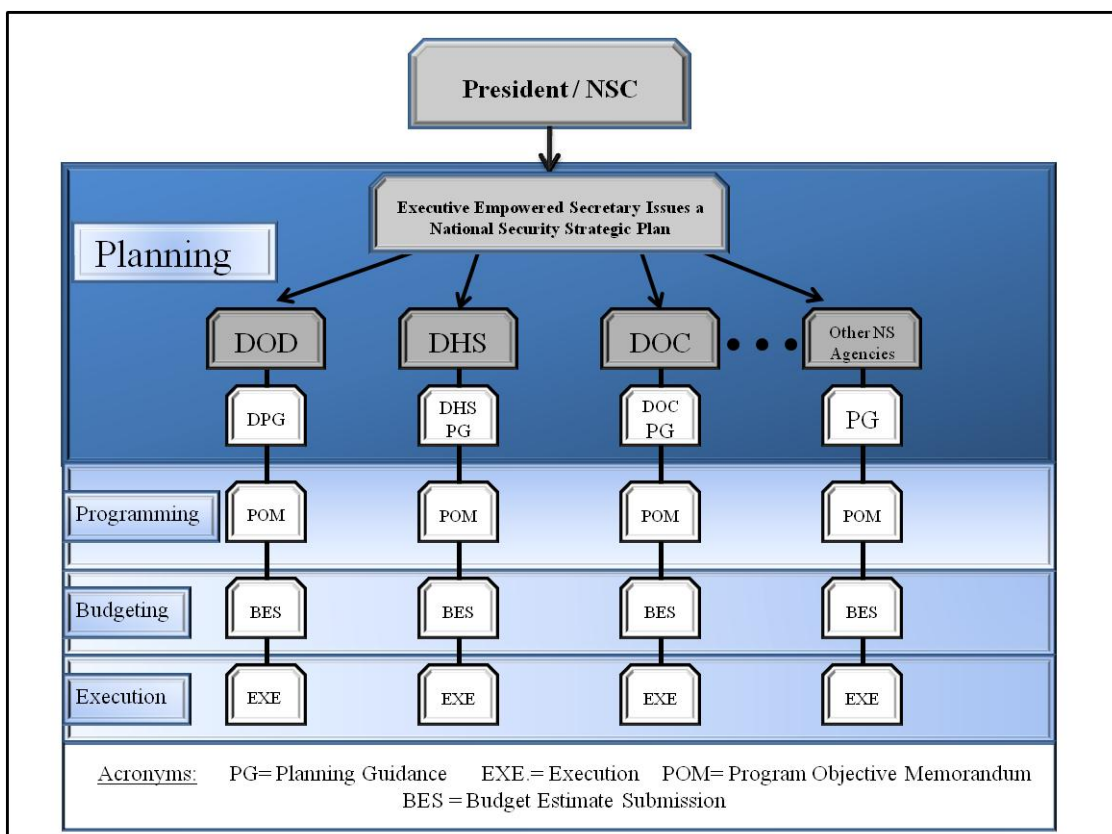 President / NSC
Executive Empowered Secretary Issues a
National Security Strategic Plan
Planning
DOD
DHS
DOC
Other NS
Agencies
DPG
DHS
PG
DOC
PG
PG
Programming
POM
POM
POM
POM
Budgeting
BES
BES
BES
BES
Execution
EXE
EXE
EXE
EXE
Acronyms: PG= Planning Guidance EXE.= Execution POM= Program Objective Memorandum
BES = Budget Estimate Submission